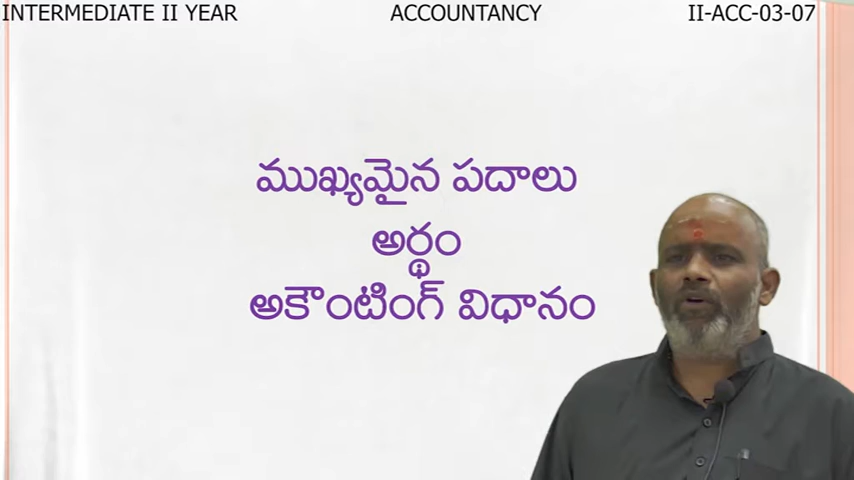 INTERMEDIATE II YEAR ACCOUNTANCY II-ACC-03-07
ముఖ్యమైన పదాలు
అర్థం
అకౌంటింగ్ విధానం